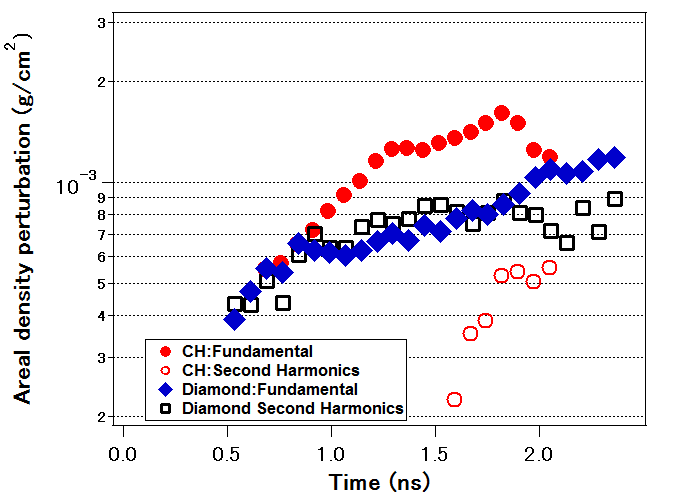 Areal density perturbation (g/cm2)
3
2
10-3
9
8
7
6
5
4
3
2
CH:Fundamental
CH:Second Harmonics
Diamond:Fundamental
Diamond Second Harmonics
0.0 0.5 1.0 1.5 2.0
Time (ns)